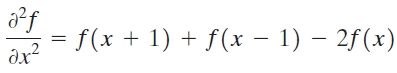 ∂²f/∂x² = f(x + 1) + f(x − 1) − 2f(x)